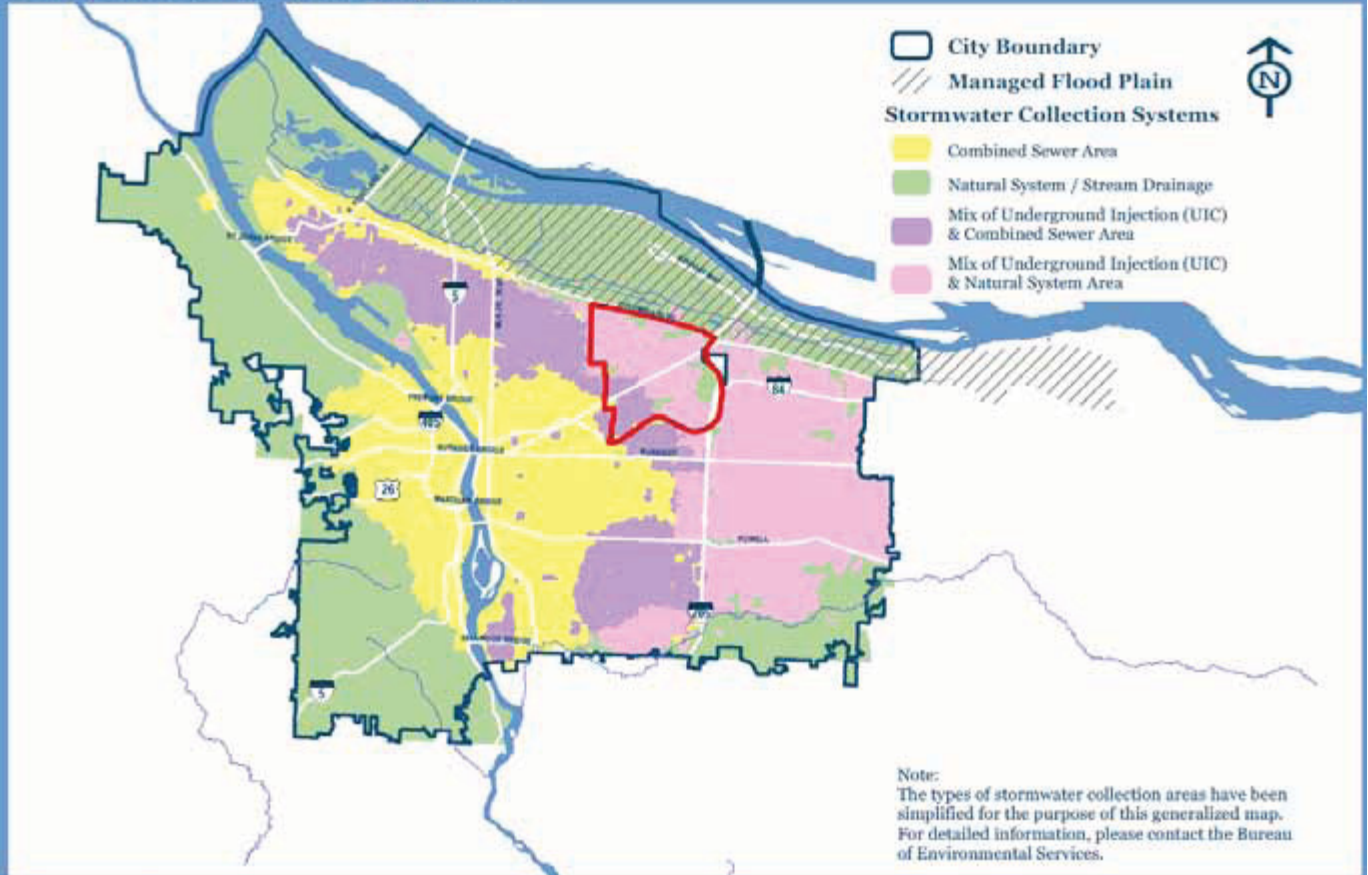 City Boundary
Managed Flood Plain
N
Stormwater Collection Systems
Combined Sewer Area
Natural System / Stream Drainage
Mix of Underground Injection (UIC)
& Combined Sewer Area
Mix of Underground Injection (UIC)
& Natural System Area
5
84
405
26
POWELL
205
5
Note:
The types of stormwater collection areas have been
simplified for the purpose of this generalized map.
For detailed information, please contact the Bureau
of Environmental Services.